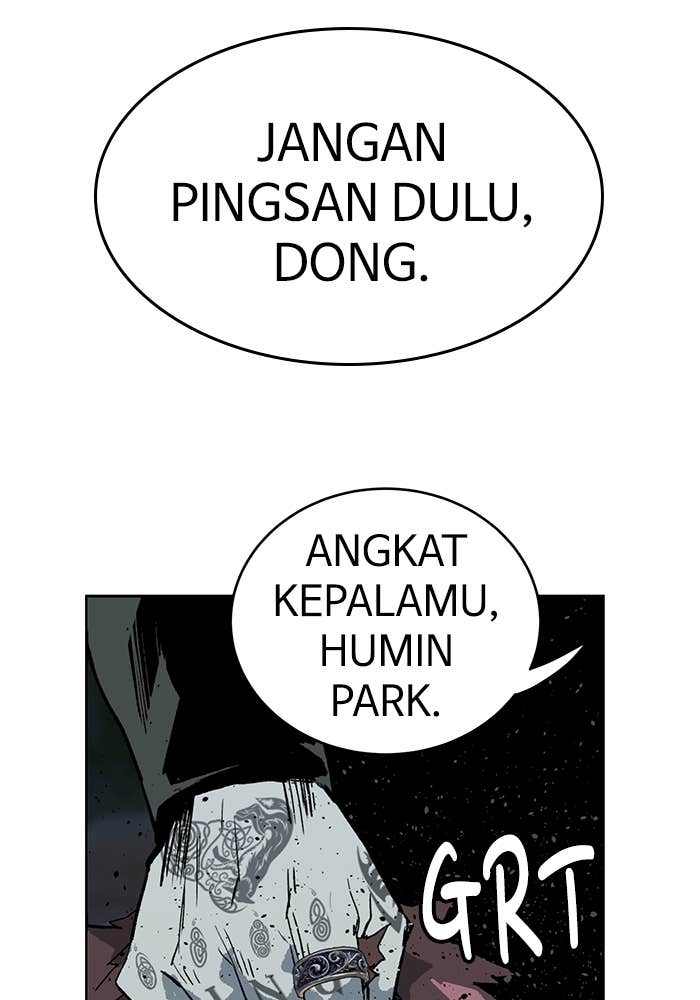 JANGAN
PINGSAN DULU,
DONG.
ANGKAT
KEPALAMU,
HUMIN
PARK.
GRT